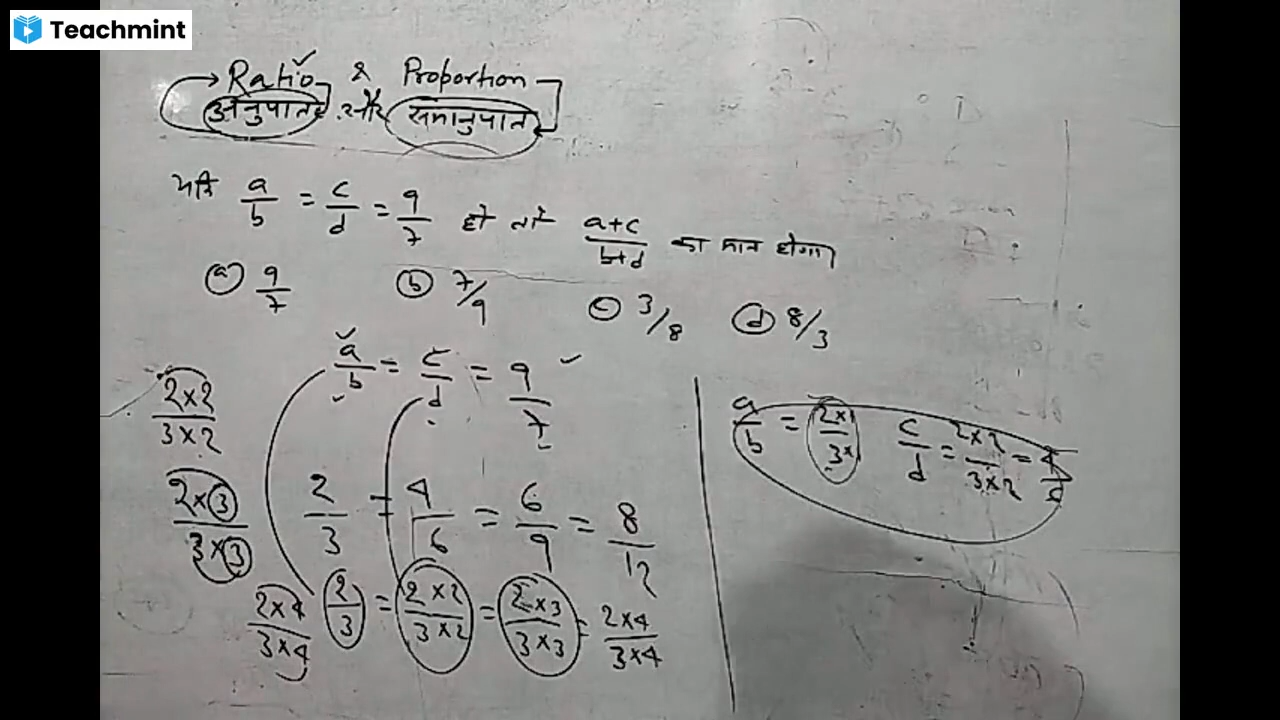 Teachmint
Ratio & Proportion
अनुपात और समानुपात
यदि a/b = c/d = 9/7 हो तो a+c/b+d का मान होगा
(a) 9/7 (b) 7/9 (c) 3/8 (d) 8/3
a/b = c/d = 9/7
2×2/3×2
2×3/3×3
2/3 = 4/6 = 6/9 = 8/12
2×4/3×4
2/3 = 2×2/3×2 = 2×3/3×3 = 2×4/3×4
a/b = 2×1/3× c/d = 2×2/3×2 = 4